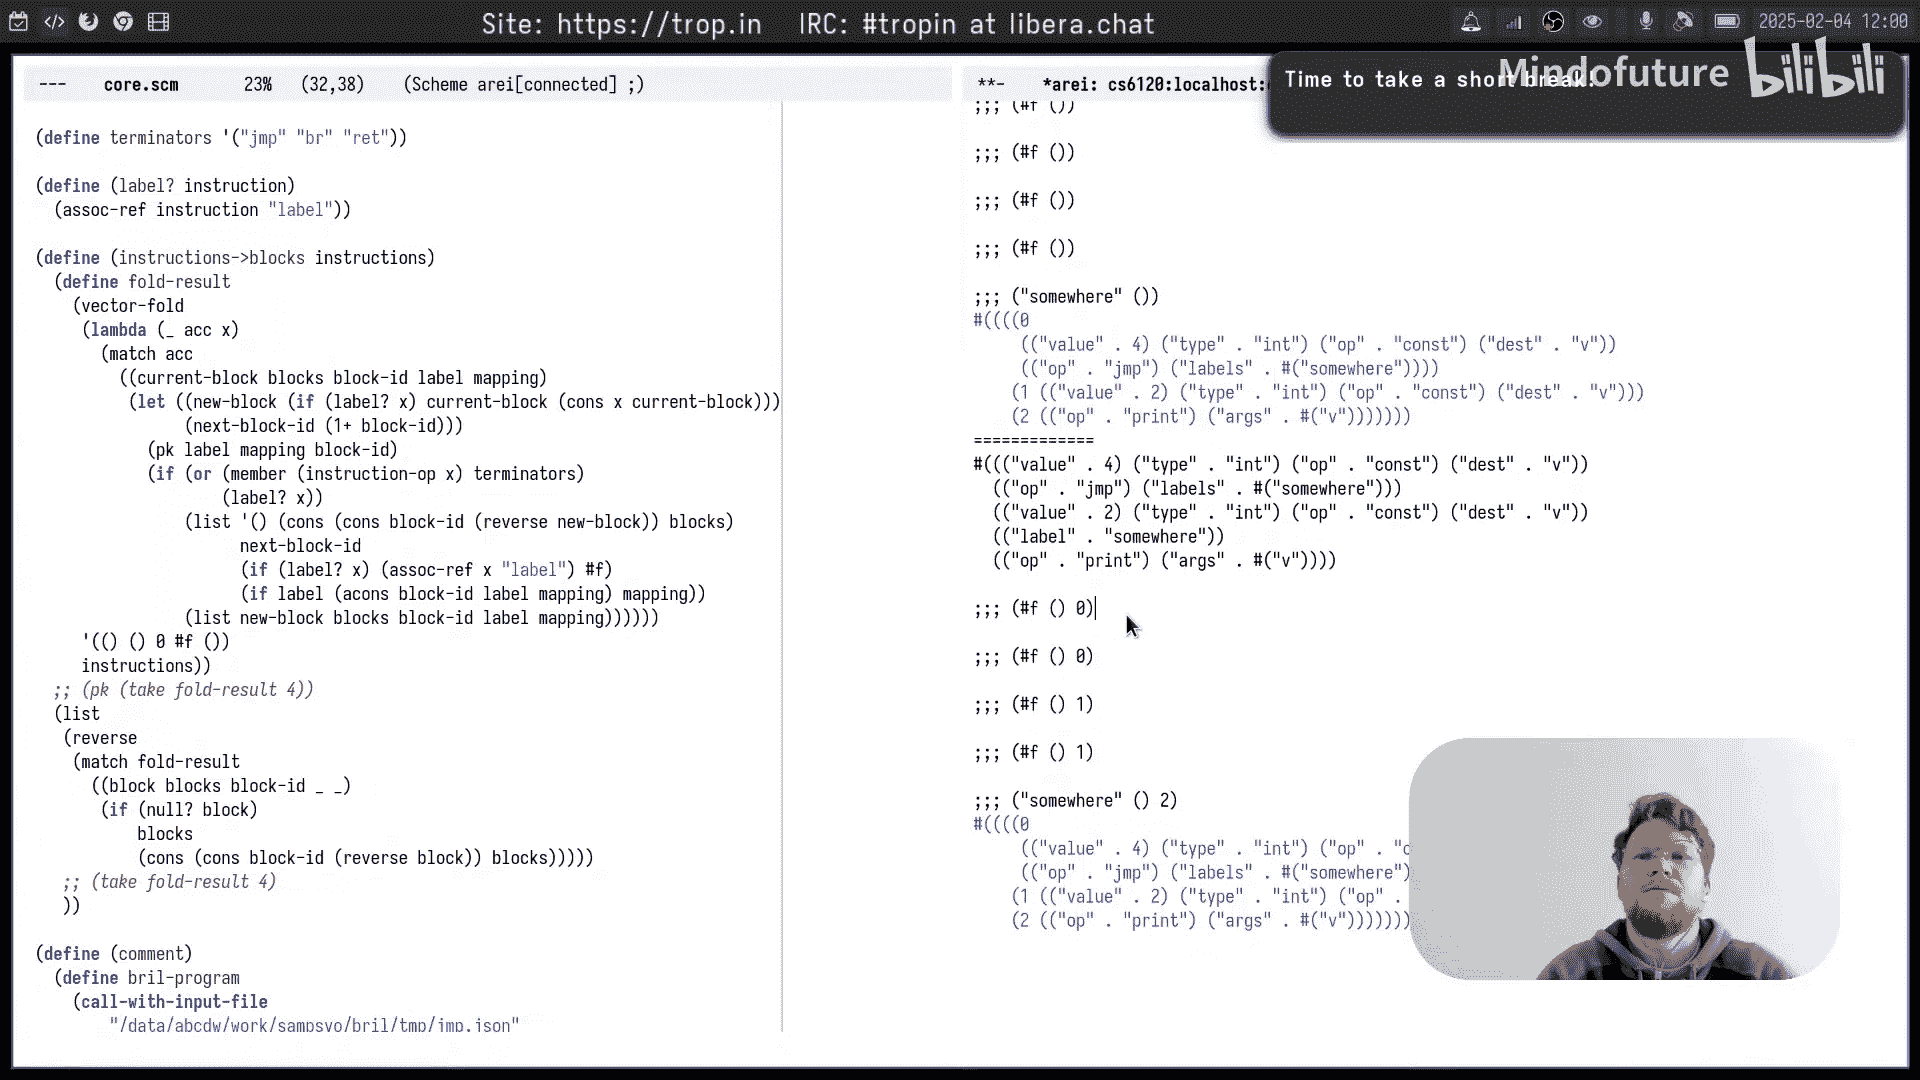 Site: https://trop.in IRC: #tropin at libera.chat
2025-02-04 12:00
--- core.scm 23% (32,38) (Scheme arei[connected] ;)
(define terminators '("jmp" "br" "ret"))
(define (label? instruction)
(assoc-ref instruction "label"))
(define (instructions->blocks instructions)
(define fold-result
(vector-fold
(lambda (_ acc x)
(match acc
((current-block blocks block-id label mapping)
(let ((new-block (if (label? x) current-block (cons x current-block)))
(next-block-id (1+ block-id)))
(pk label mapping block-id)
(if (or (member (instruction-op x) terminators)
(label? x))
(list '() (cons (cons block-id (reverse new-block)) blocks)
next-block-id
(if (label? x) (assoc-ref x "label") #f)
(if label (acons block-id label mapping) mapping))
(list new-block blocks block-id label mapping))))))
'(() () 0 #f ())
instructions))
;; (pk (take fold-result 4))
(list
(reverse
(match fold-result
((block blocks block-id _ _)
(if (null? block)
blocks
(cons (cons block-id (reverse block)) blocks)))))
;; (take fold-result 4)
))
(define (comment)
(define bril-program
(call-with-input-file
"/data/abcdw/work/sampsyo/bril/tmp/jmp.json"
**- *arei: cs6120:localhost:
Time to take a short break!
Mindofuture bilibili
;;; (#f ())
;;; (#f ())
;;; (#f ())
;;; (#f ())
;;; ("somewhere" ())
#((((0
(("value" . 4) ("type" . "int") ("op" . "const") ("dest" . "v"))
(("op" . "jmp") ("labels" . #("somewhere"))))
(1 (("value" . 2) ("type" . "int") ("op" . "const") ("dest" . "v")))
(2 (("op" . "print") ("args" . #("v")))))))
=============
#((("value" . 4) ("type" . "int") ("op" . "const") ("dest" . "v"))
(("op" . "jmp") ("labels" . #("somewhere")))
(("value" . 2) ("type" . "int") ("op" . "const") ("dest" . "v"))
(("label" . "somewhere"))
(("op" . "print") ("args" . #("v"))))
;;; (#f () 0)
;;; (#f () 0)
;;; (#f () 1)
;;; (#f () 1)
;;; ("somewhere" () 2)
#((((0
(("value" . 4) ("type" . "int") ("op" . "c
(("op" . "jmp") ("labels" . #("somewhere")
(1 (("value" . 2) ("type" . "int") ("op" .
(2 (("op" . "print") ("args" . #("v")))))))